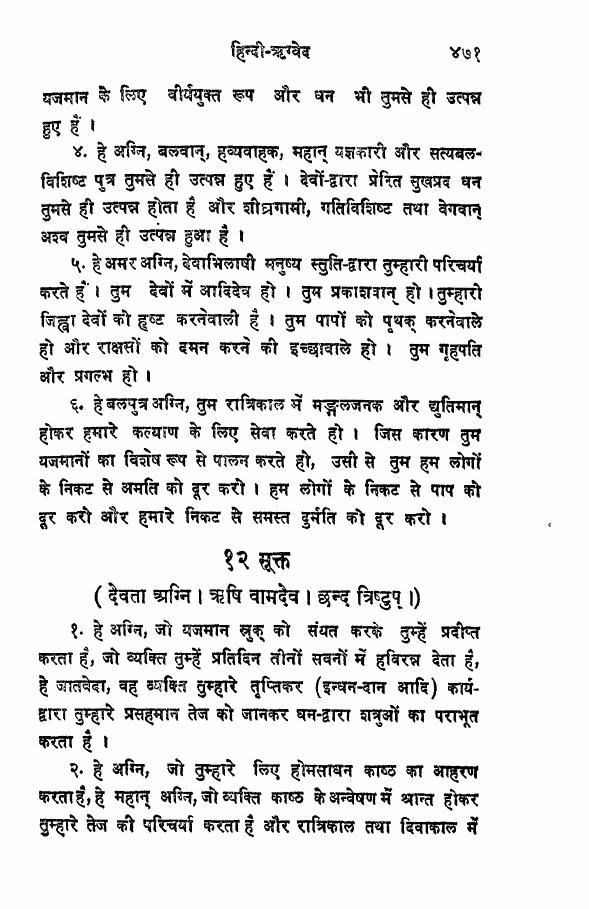 हिन्दी-ऋग्वेद ४७१
यजमान के लिए वीर्ययुक्त रूप और धन भी तुमसे ही उत्पन्न
हुए हैं ।
४. हे अग्नि, बलवान्, हव्यवाहक, महान् यज्ञकारी और सत्यबल-
विशिष्ट पुत्र तुमसे ही उत्पन्न हुए हैं । देवों-द्वारा प्रेरित सुखप्रद धन
तुमसे ही उत्पन्न होता है और शीघ्रगामी, गतिविशिष्ट तथा वेगवान्
अश्व तुमसे ही उत्पन्न हुआ है ।
५. हे अमर अग्नि, देवाभिलाषी मनुष्य स्तुति-द्वारा तुम्हारी परिचर्या
करते हैं । तुम देवों में आदिदेव हो । तुम प्रकाशवान् हो । तुम्हारी
जिह्वा देवों को हृष्ट करनेवाली है । तुम पापों को पृथक् करनेवाले
हो और राक्षसों को दमन करने की इच्छावाले हो । तुम गृहपति
और प्रगल्भ हो ।
६. हे बलपुत्र अग्नि, तुम रात्रिकाल में मङ्गलजनक और द्युतिमान्
होकर हमारे कल्याण के लिए सेवा करते हो । जिस कारण तुम
यजमानों का विशेष रूप से पालन करते हो, उसी से तुम हम लोगों
के निकट से अमति को दूर करो । हम लोगों के निकट से पाप को
दूर करो और हमारे निकट से समस्त दुर्मति को दूर करो ।
१२ सूक्त
( देवता अग्नि । ऋषि वामदेव । छन्द त्रिष्टुप् ।)
१. हे अग्नि, जो यजमान स्रुक् को संयत करके तुम्हें प्रदीप्त
करता है, जो व्यक्ति तुम्हें प्रतिदिन तीनों सवनों में हविरन्न देता है,
हे जातवेदा, वह व्यक्ति तुम्हारे तृप्तिकर (इन्धन-दान आदि) कार्य-
द्वारा तुम्हारे प्रसहमान तेज को जानकर धन-द्वारा शत्रुओं का पराभूत
करता है ।
२. हे अग्नि, जो तुम्हारे लिए होमसाधन काष्ठ का आहरण
करता है, हे महान् अग्नि, जो व्यक्ति काष्ठ के अन्वेषण में श्रान्त होकर
तुम्हारे तेज की परिचर्या करता है और रात्रिकाल तथा दिवाकाल में